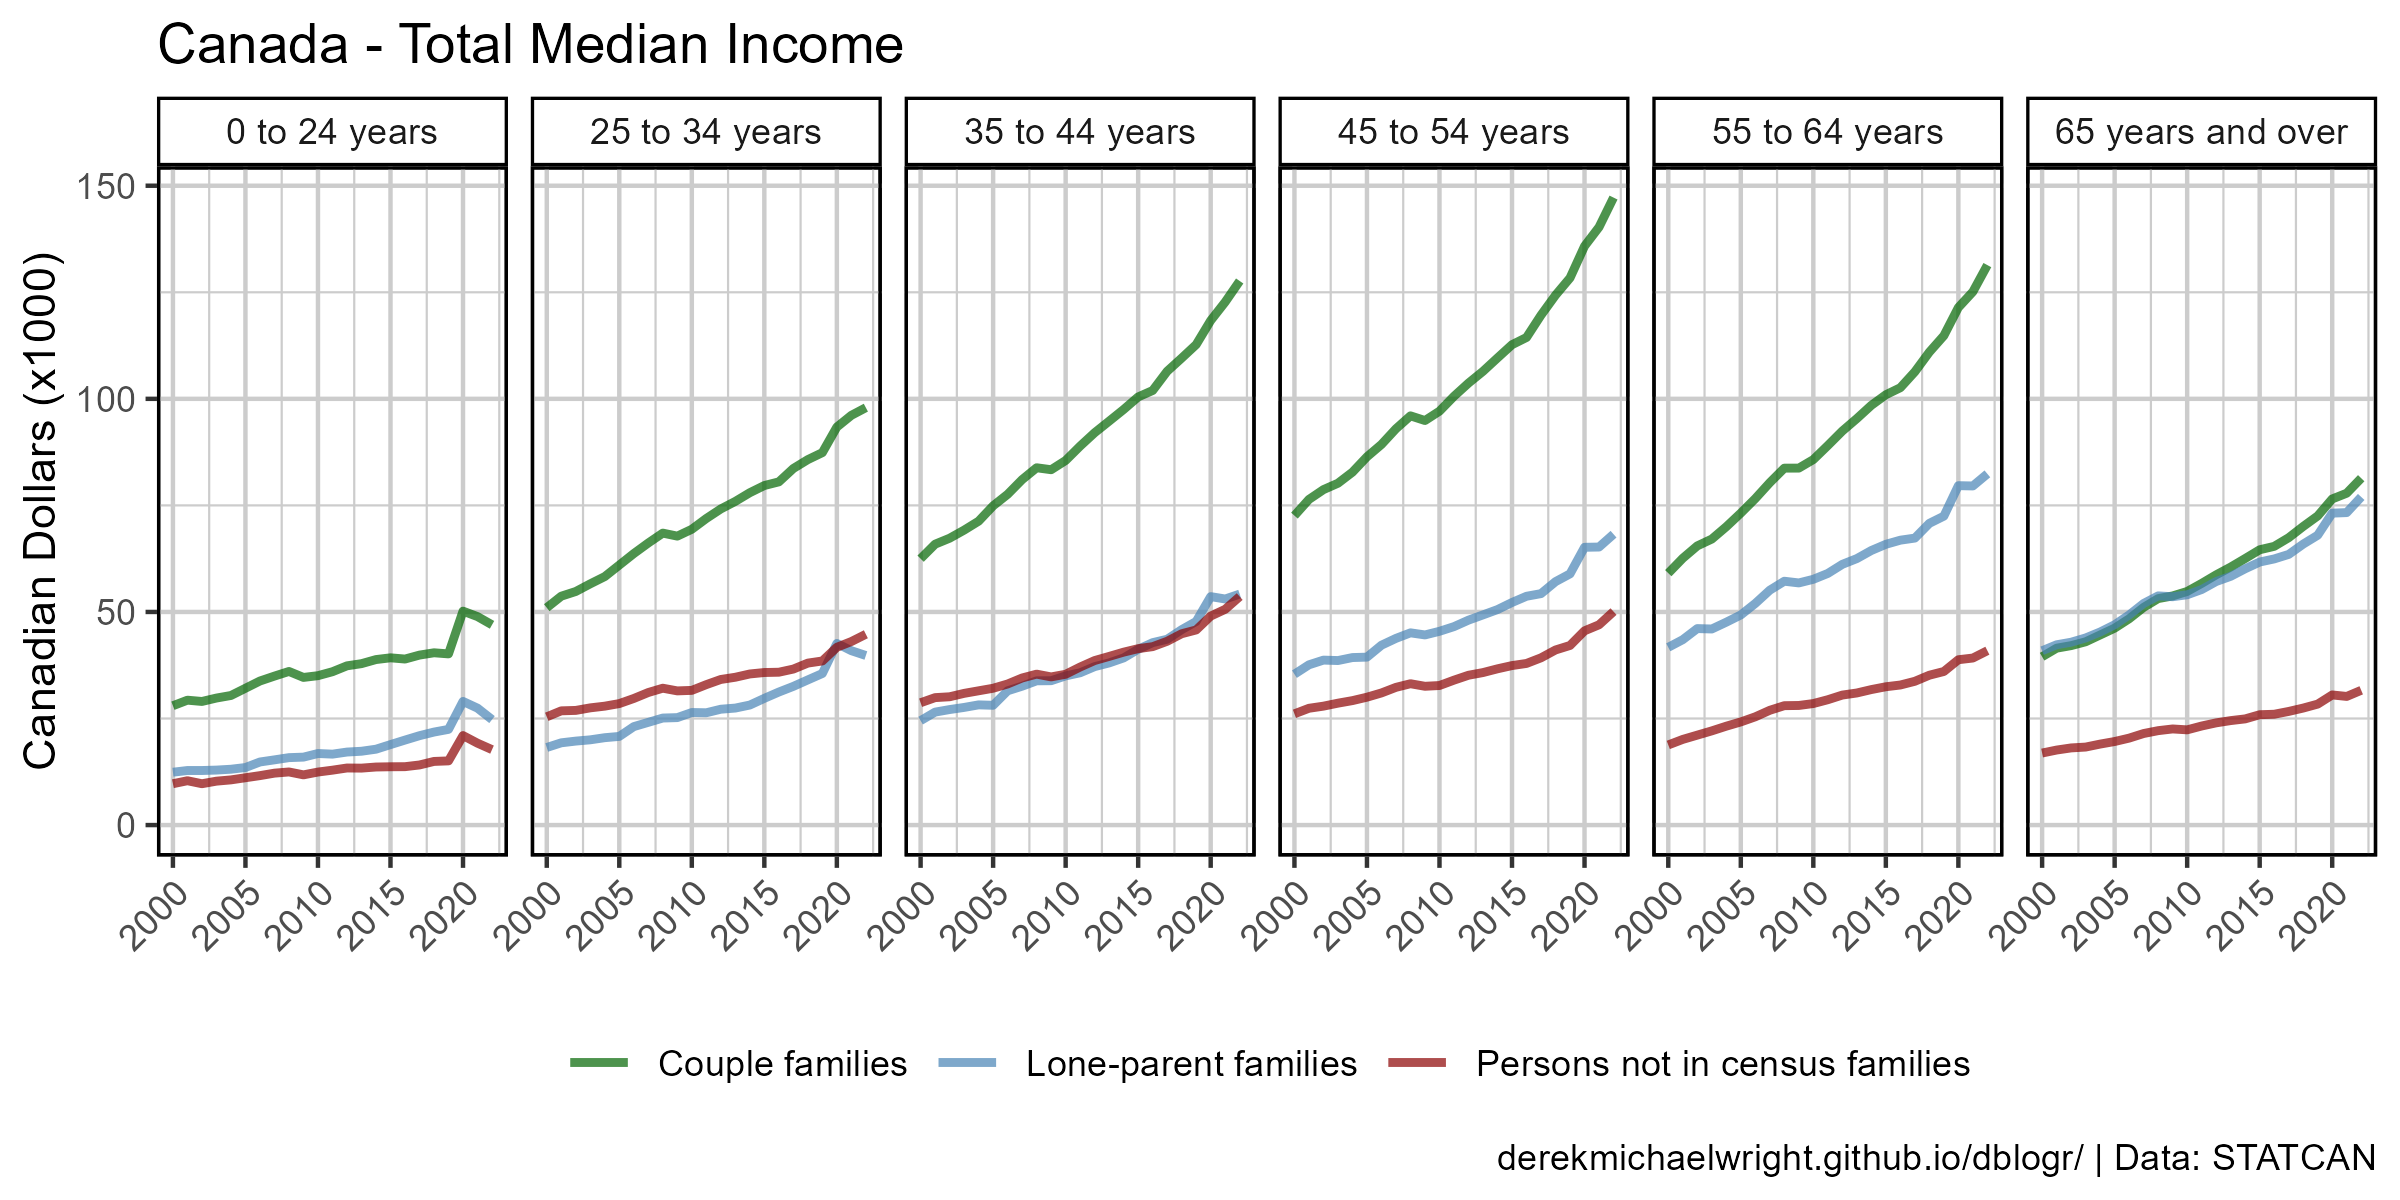 Canada - Total Median Income
0 to 24 years
25 to 34 years
35 to 44 years
45 to 54 years
55 to 64 years
65 years and over
Canadian Dollars (x1000)
150
100
50
0
2000 2005 2010 2015 2020
2000 2005 2010 2015 2020
2000 2005 2010 2015 2020
2000 2005 2010 2015 2020
2000 2005 2010 2015 2020
2000 2005 2010 2015 2020
Couple families
Lone-parent families
Persons not in census families
derekmichaelwright.github.io/dblogr/ | Data: STATCAN